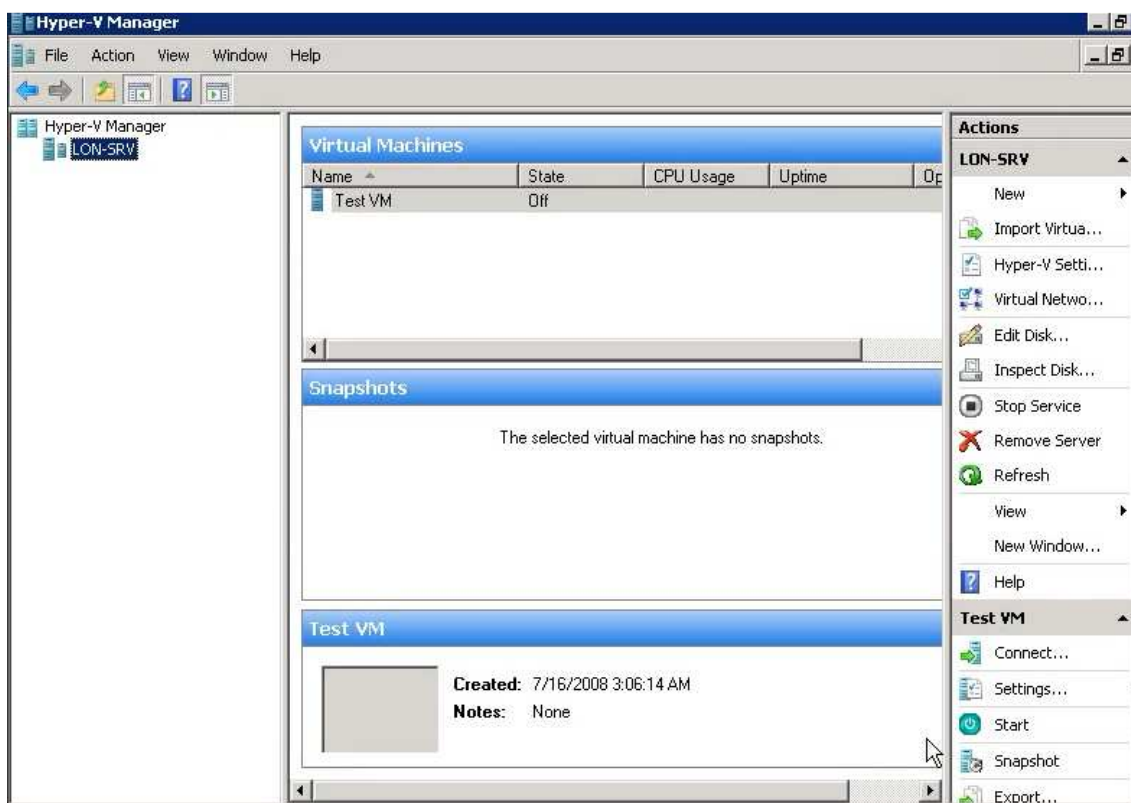 Hyper-V Manager
File Action View Window Help
Hyper-V Manager
LON-SRV
Virtual Machines
Name State CPU Usage Uptime Op
Test VM Off
Snapshots
The selected virtual machine has no snapshots.
Test VM
Created: 7/16/2008 3:06:14 AM
Notes: None
Actions
LON-SRV
New
Import Virtua...
Hyper-V Setti...
Virtual Netwo...
Edit Disk...
Inspect Disk...
Stop Service
Remove Server
Refresh
View
New Window...
Help
Test VM
Connect...
Settings...
Start
Snapshot
Export...